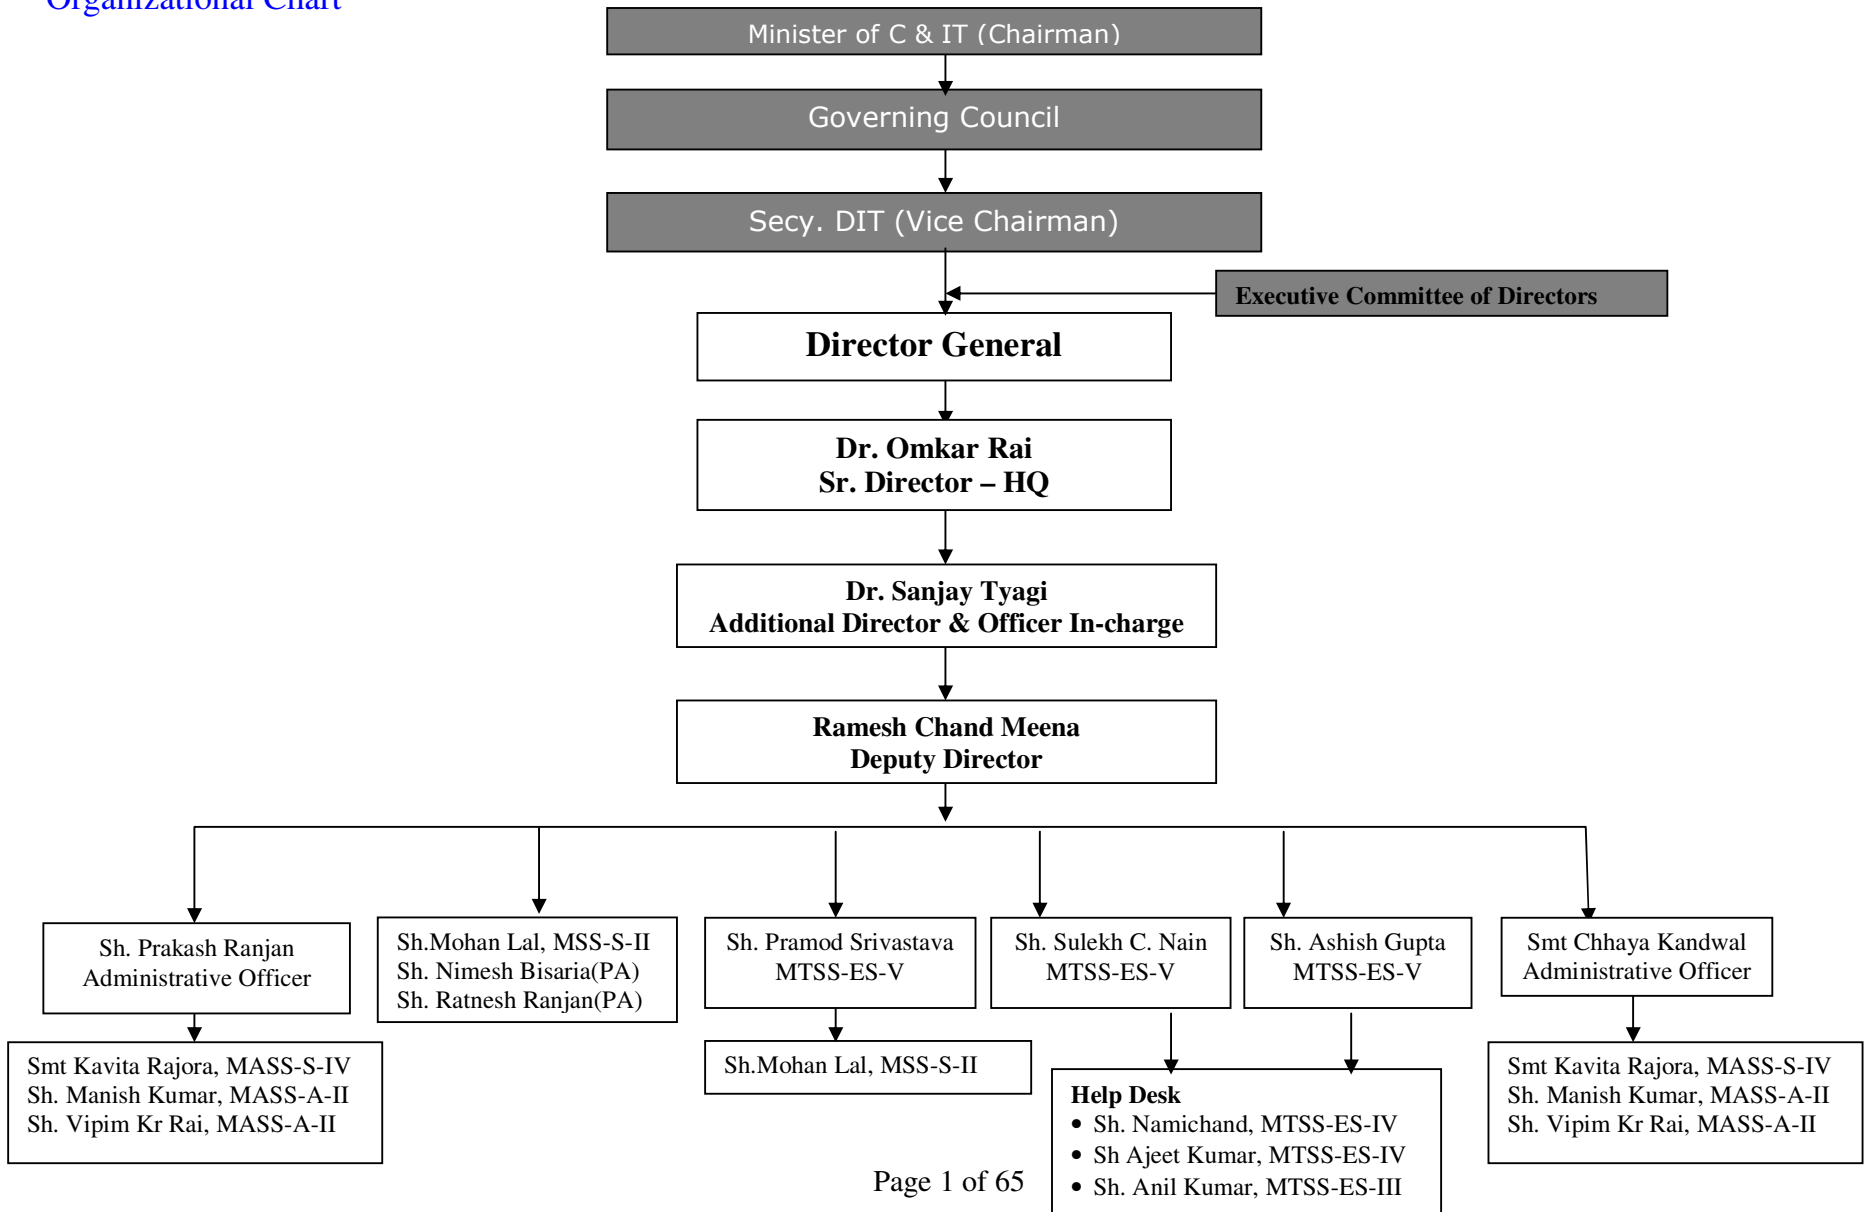 Organizational Chart
Minister of C & IT (Chairman)
Governing Council
Secy. DIT (Vice Chairman)
Executive Committee of Directors
Director General
Dr. Omkar Rai
Sr. Director – HQ
Dr. Sanjay Tyagi
Additional Director & Officer In-charge
Ramesh Chand Meena
Deputy Director
Sh. Prakash Ranjan
Administrative Officer
Sh.Mohan Lal, MSS-S-II
Sh. Nimesh Bisaria(PA)
Sh. Ratnesh Ranjan(PA)
Sh. Pramod Srivastava
MTSS-ES-V
Sh. Sulekh C. Nain
MTSS-ES-V
Sh. Ashish Gupta
MTSS-ES-V
Smt Chhaya Kandwal
Administrative Officer
Smt Kavita Rajora, MASS-S-IV
Sh. Manish Kumar, MASS-A-II
Sh. Vipim Kr Rai, MASS-A-II
Sh.Mohan Lal, MSS-S-II
Help Desk
• Sh. Namichand, MTSS-ES-IV
• Sh Ajeet Kumar, MTSS-ES-IV
• Sh. Anil Kumar, MTSS-ES-III
Smt Kavita Rajora, MASS-S-IV
Sh. Manish Kumar, MASS-A-II
Sh. Vipim Kr Rai, MASS-A-II
Page 1 of 65